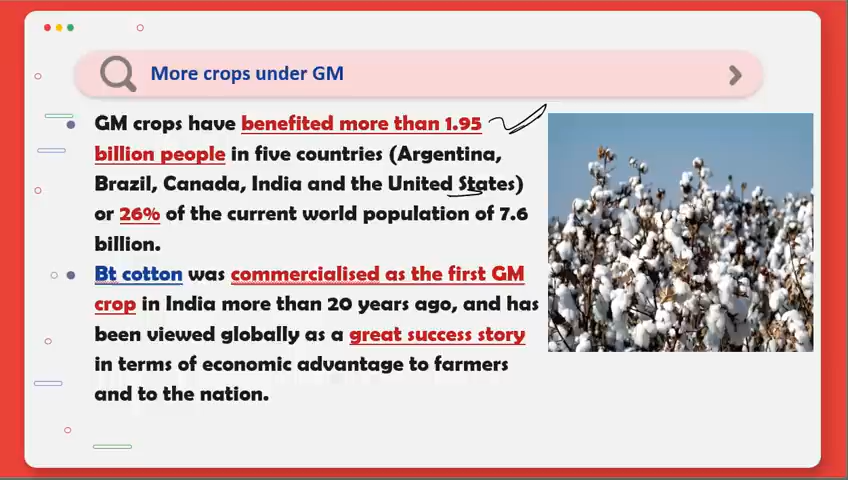 More crops under GM
GM crops have benefited more than 1.95
billion people in five countries (Argentina,
Brazil, Canada, India and the United States)
or 26% of the current world population of 7.6
billion.
Bt cotton was commercialised as the first GM
crop in India more than 20 years ago, and has
been viewed globally as a great success story
in terms of economic advantage to farmers
and to the nation.